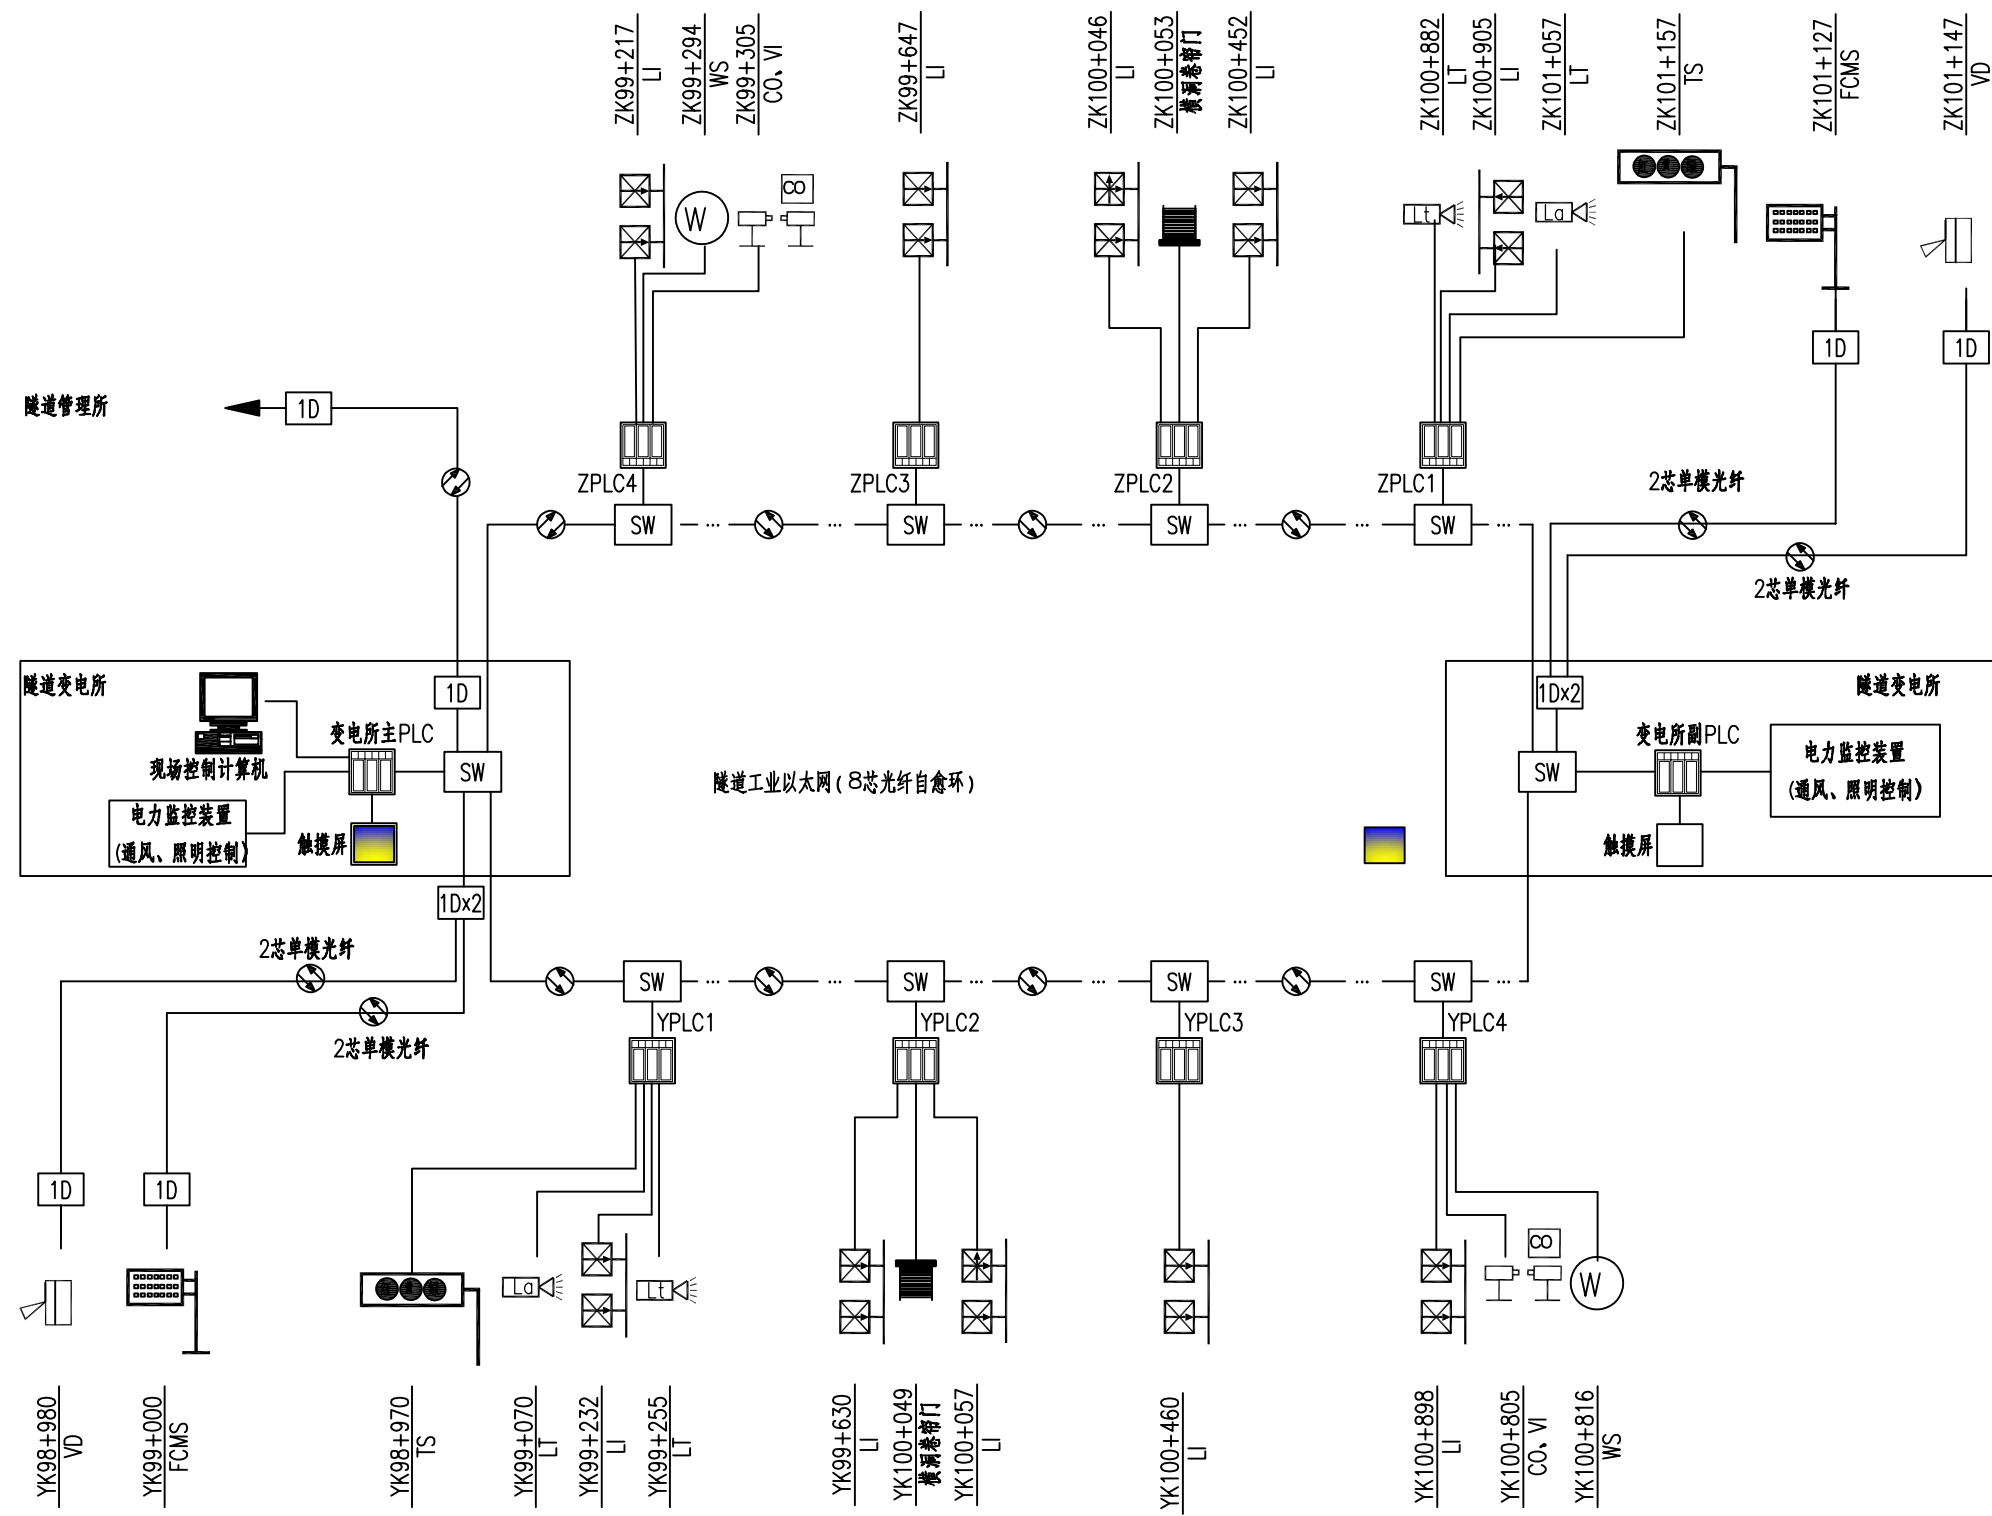 ZK99+217
LI
ZK99+294
WS
ZK99+305
CO、VI
ZK99+647
LI
ZK100+046
LI
ZK100+053
横洞卷帘门
ZK100+452
LI
ZK100+882
LT
ZK100+905
LI
ZK101+057
LT
ZK101+157
TS
ZK101+127
FCMS
ZK101+147
VD
CO
W
Lt
La
1D
1D
隧道管理所
1D
ZPLC4
ZPLC3
ZPLC2
ZPLC1
2芯单模光纤
SW
SW
SW
SW
2芯单模光纤
隧道变电所
1D
变电所主PLC
现场控制计算机
SW
电力监控装置
(通风、照明控制)
触摸屏
隧道工业以太网(8芯光纤自愈环)
1Dx2
隧道变电所
变电所副PLC
SW
电力监控装置
(通风、照明控制)
触摸屏
1Dx2
2芯单模光纤
2芯单模光纤
SW
SW
SW
SW
YPLC1
YPLC2
YPLC3
YPLC4
1D
1D
La
Lt
CO
W
YK98+980
VD
YK99+000
FCMS
YK98+970
TS
YK99+070
LT
YK99+232
LI
YK99+255
LT
YK99+630
LI
YK100+049
横洞卷帘门
YK100+057
LI
YK100+460
LI
YK100+898
LI
YK100+805
CO、VI
YK100+816
WS